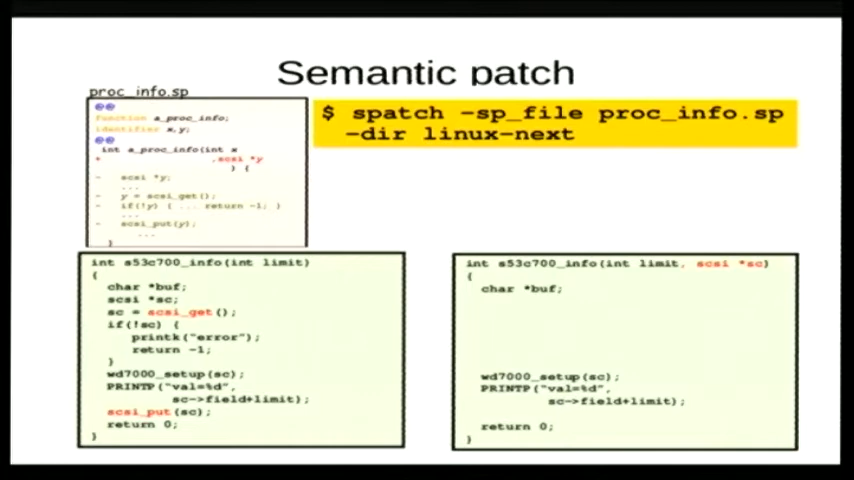 Semantic patch
proc_info.sp
@@
function a_proc_info;
identifier x,y;
@@
int a_proc_info(int x
+ ,scsi *y
) {
- scsi *y;
...
- y = scsi_get();
- if(!y) { ... return -1; }
...
- scsi_put(y);
...
}
$ spatch -sp_file proc_info.sp
-dir linux-next
int s53c700_info(int limit)
{
char *buf;
scsi *sc;
sc = scsi_get();
if(!sc) {
printk("error");
return -1;
}
wd7000_setup(sc);
PRINTP("val=%d",
sc->field+limit);
scsi_put(sc);
return 0;
}
int s53c700_info(int limit, scsi *sc)
{
char *buf;
wd7000_setup(sc);
PRINTP("val=%d",
sc->field+limit);
return 0;
}